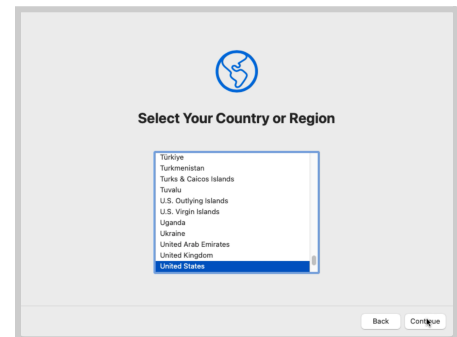 Select Your Country or Region
Türkiye
Turkmenistan
Turks & Caicos Islands
Tuvalu
U.S. Outlying Islands
U.S. Virgin Islands
Uganda
Ukraine
United Arab Emirates
United Kingdom
United States
Back Continue